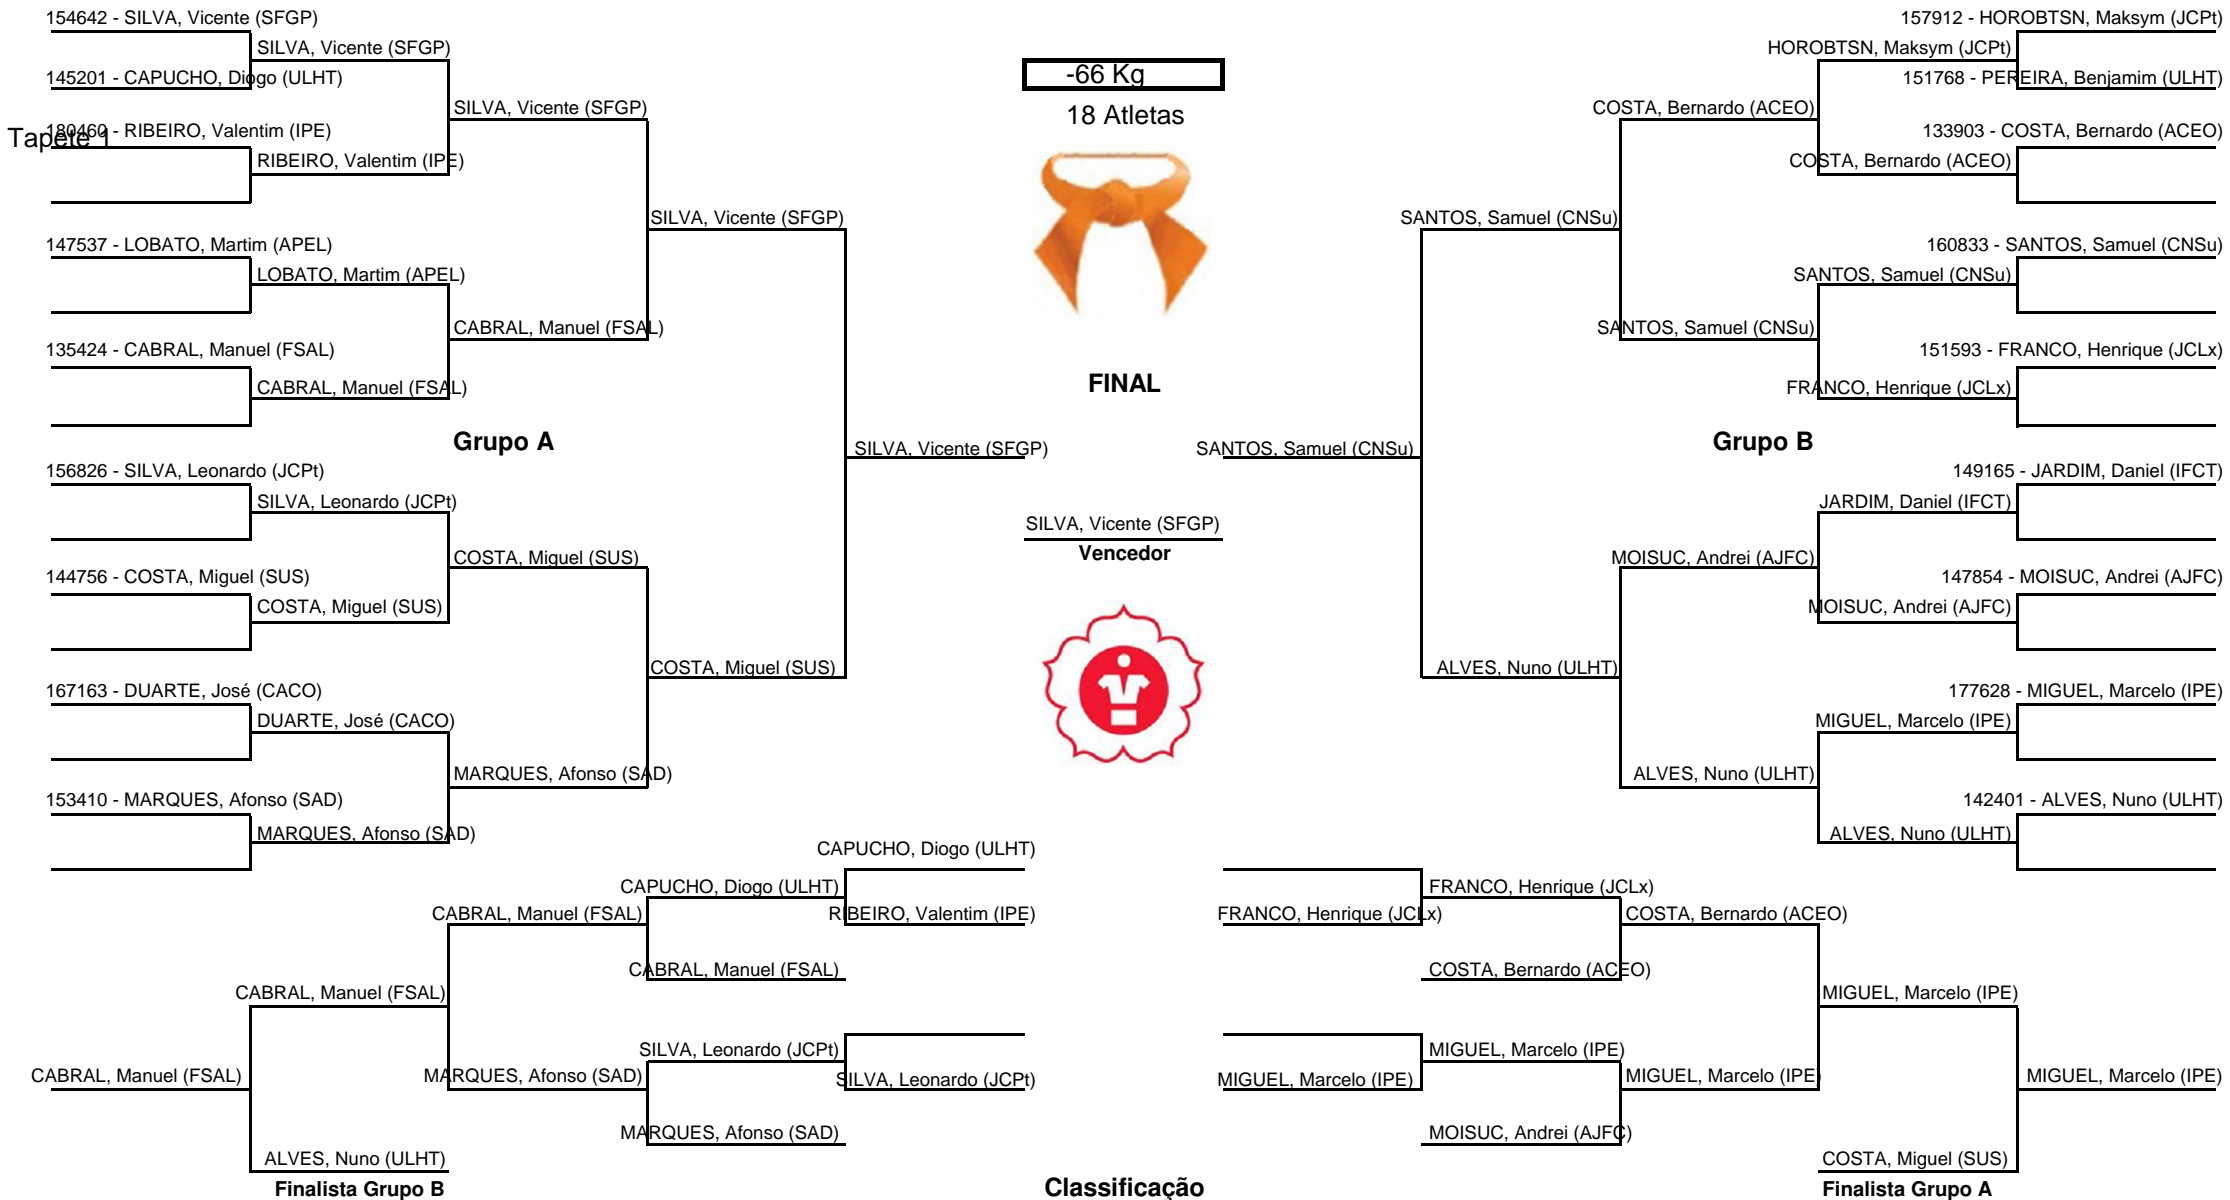 154642 - SILVA, Vicente (SFGP)
SILVA, Vicente (SFGP)
145201 - CAPUCHO, Diogo (ULHT)
SILVA, Vicente (SFGP)
Tapete 1
180460 - RIBEIRO, Valentim (IPE)
RIBEIRO, Valentim (IPE)
SILVA, Vicente (SFGP)
147537 - LOBATO, Martim (APEL)
LOBATO, Martim (APEL)
CABRAL, Manuel (FSAL)
135424 - CABRAL, Manuel (FSAL)
CABRAL, Manuel (FSAL)
Grupo A
SILVA, Vicente (SFGP)
156826 - SILVA, Leonardo (JCPt)
SILVA, Leonardo (JCPt)
COSTA, Miguel (SUS)
144756 - COSTA, Miguel (SUS)
COSTA, Miguel (SUS)
COSTA, Miguel (SUS)
167163 - DUARTE, José (CACO)
DUARTE, José (CACO)
MARQUES, Afonso (SAD)
153410 - MARQUES, Afonso (SAD)
MARQUES, Afonso (SAD)
-66 Kg
18 Atletas
FINAL
SILVA, Vicente (SFGP)
Vencedor
157912 - HOROBTSN, Maksym (JCPt)
HOROBTSN, Maksym (JCPt)
151768 - PEREIRA, Benjamim (ULHT)
COSTA, Bernardo (ACEO)
133903 - COSTA, Bernardo (ACEO)
COSTA, Bernardo (ACEO)
SANTOS, Samuel (CNSu)
160833 - SANTOS, Samuel (CNSu)
SANTOS, Samuel (CNSu)
SANTOS, Samuel (CNSu)
151593 - FRANCO, Henrique (JCLx)
FRANCO, Henrique (JCLx)
Grupo B
SANTOS, Samuel (CNSu)
149165 - JARDIM, Daniel (IFCT)
JARDIM, Daniel (IFCT)
MOISUC, Andrei (AJFC)
147854 - MOISUC, Andrei (AJFC)
MOISUC, Andrei (AJFC)
ALVES, Nuno (ULHT)
177628 - MIGUEL, Marcelo (IPE)
MIGUEL, Marcelo (IPE)
ALVES, Nuno (ULHT)
142401 - ALVES, Nuno (ULHT)
ALVES, Nuno (ULHT)
CAPUCHO, Diogo (ULHT)
CAPUCHO, Diogo (ULHT)
CABRAL, Manuel (FSAL)
RIBEIRO, Valentim (IPE)
CABRAL, Manuel (FSAL)
CABRAL, Manuel (FSAL)
SILVA, Leonardo (JCPt)
CABRAL, Manuel (FSAL)
MARQUES, Afonso (SAD)
SILVA, Leonardo (JCPt)
MARQUES, Afonso (SAD)
ALVES, Nuno (ULHT)
Finalista Grupo B
FRANCO, Henrique (JCLx)
FRANCO, Henrique (JCLx)
COSTA, Bernardo (ACEO)
COSTA, Bernardo (ACEO)
MIGUEL, Marcelo (IPE)
MIGUEL, Marcelo (IPE)
MIGUEL, Marcelo (IPE)
MIGUEL, Marcelo (IPE)
MIGUEL, Marcelo (IPE)
MOISUC, Andrei (AJFC)
COSTA, Miguel (SUS)
Finalista Grupo A
Classificação